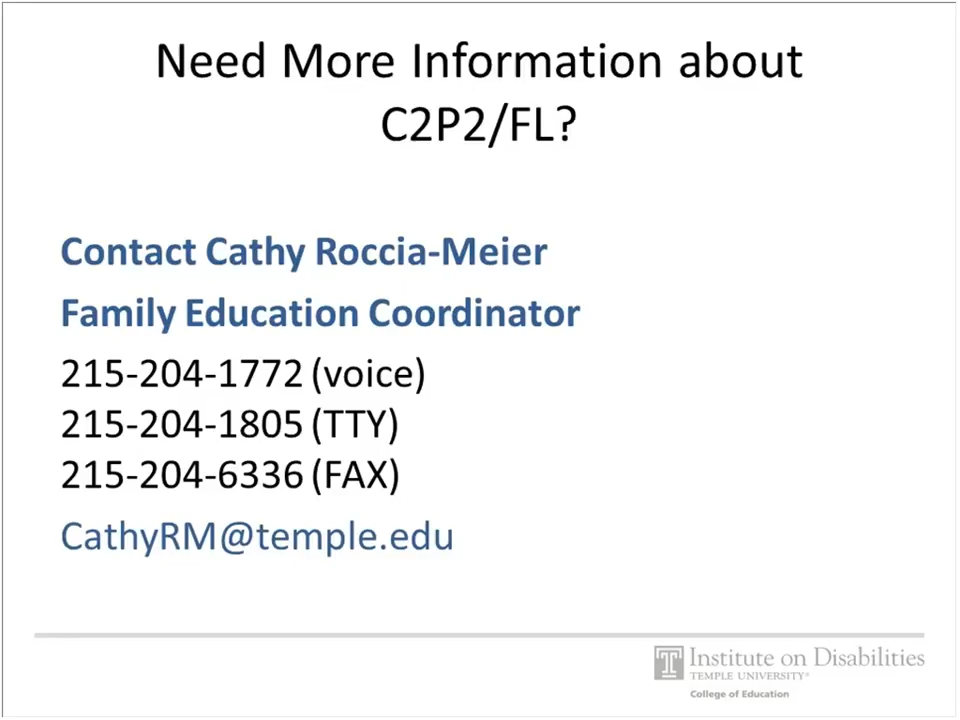 Need More Information about
C2P2/FL?
Contact Cathy Roccia-Meier
Family Education Coordinator
215-204-1772 (voice)
215-204-1805 (TTY)
215-204-6336 (FAX)
CathyRM@temple.edu
Institute on Disabilities
TEMPLE UNIVERSITY®
College of Education